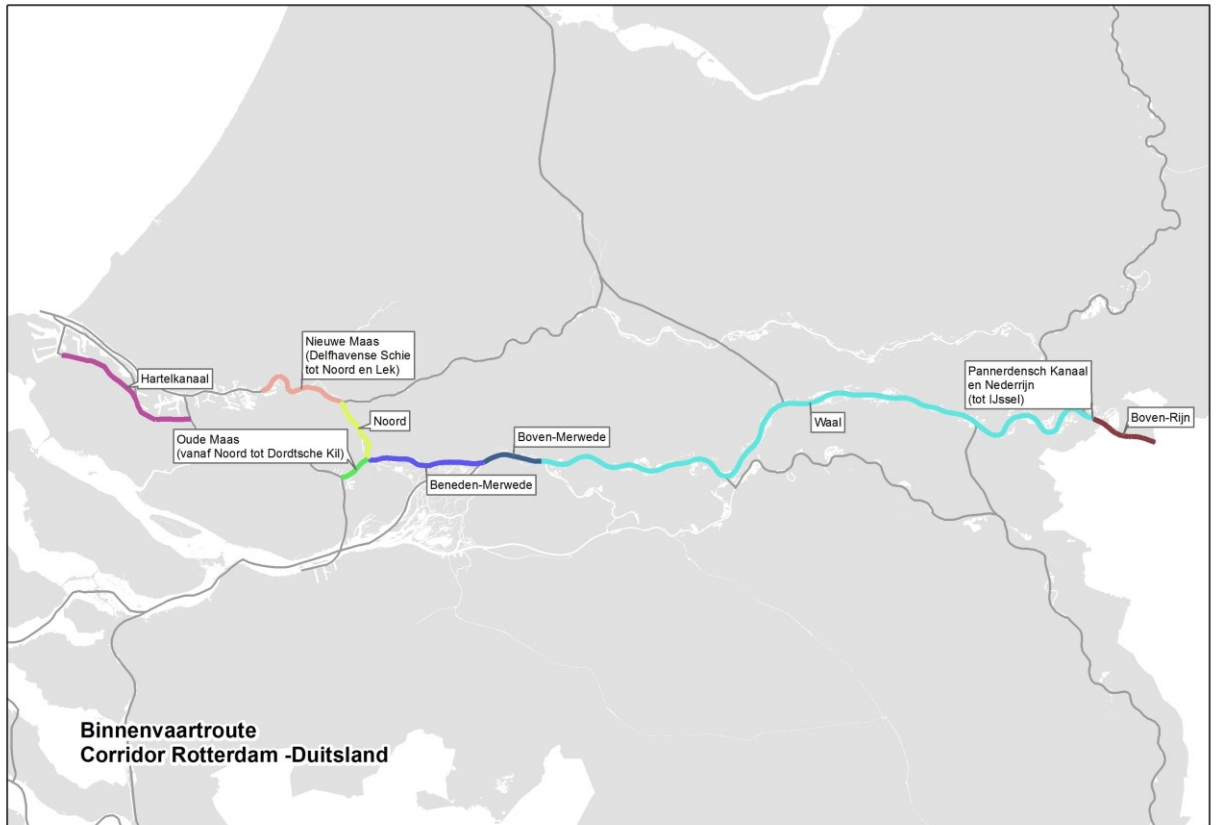 Nieuwe Maas
(Delfhavense Schie
tot Noord en Lek)
Hartelkanaal
Pannerdensch Kanaal
en Nederrijn
(tot IJssel)
Boven-Rijn
Noord
Waal
Oude Maas
(vanaf Noord tot Dordtsche Kil)
Boven-Merwede
Beneden-Merwede
Binnenvaartroute
Corridor Rotterdam -Duitsland